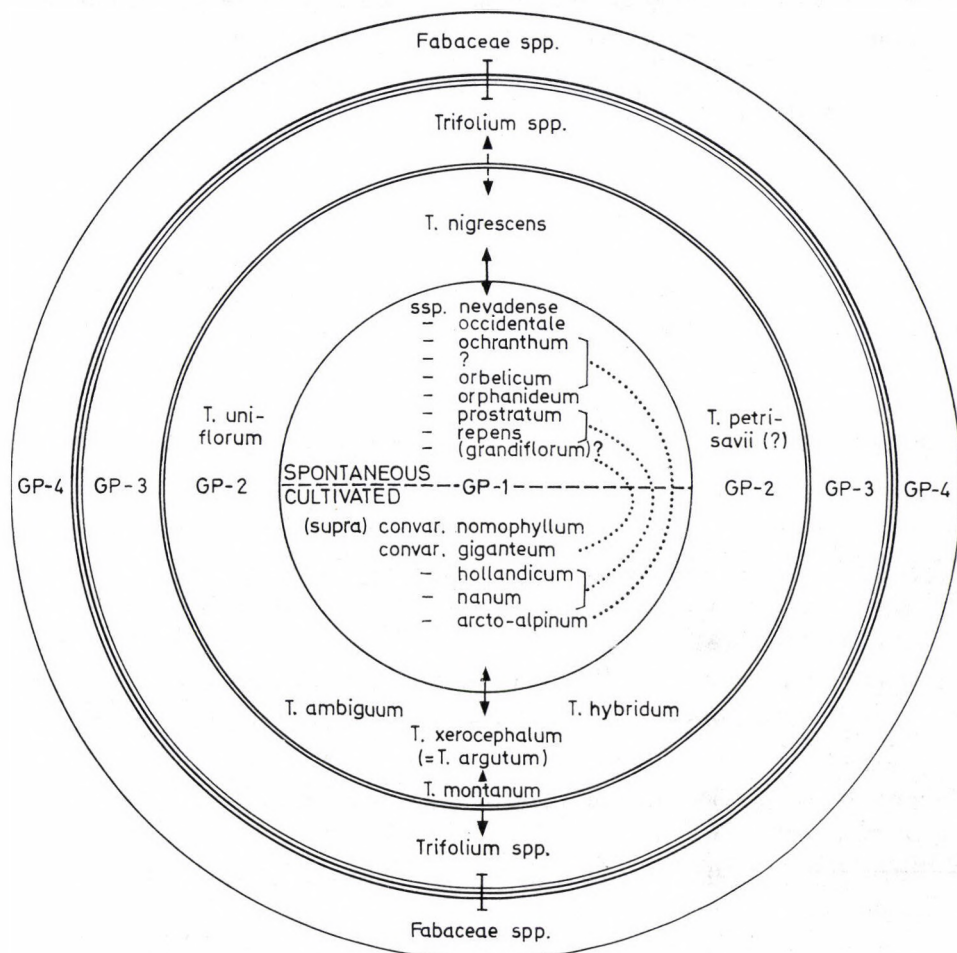 Fabaceae spp.
Trifolium spp.
T. nigrescens
ssp. nevadense
– occidentale
– ochranthum
– ?
– orbelicum
– orphanideum
– prostratum
– repens
– (grandiflorum)?
T. uni-
florum
T. petri-
savii (?)
SPONTANEOUS
GP-4 GP-3 GP-2 GP-1 GP-2 GP-3 GP-4
CULTIVATED
(supra) convar. nomophyllum
convar. giganteum
– hollandicum
– nanum
– arcto-alpinum
T. ambiguum T. hybridum
T. xerocephalum
(=T. argutum)
T. montanum
Trifolium spp.
Fabaceae spp.